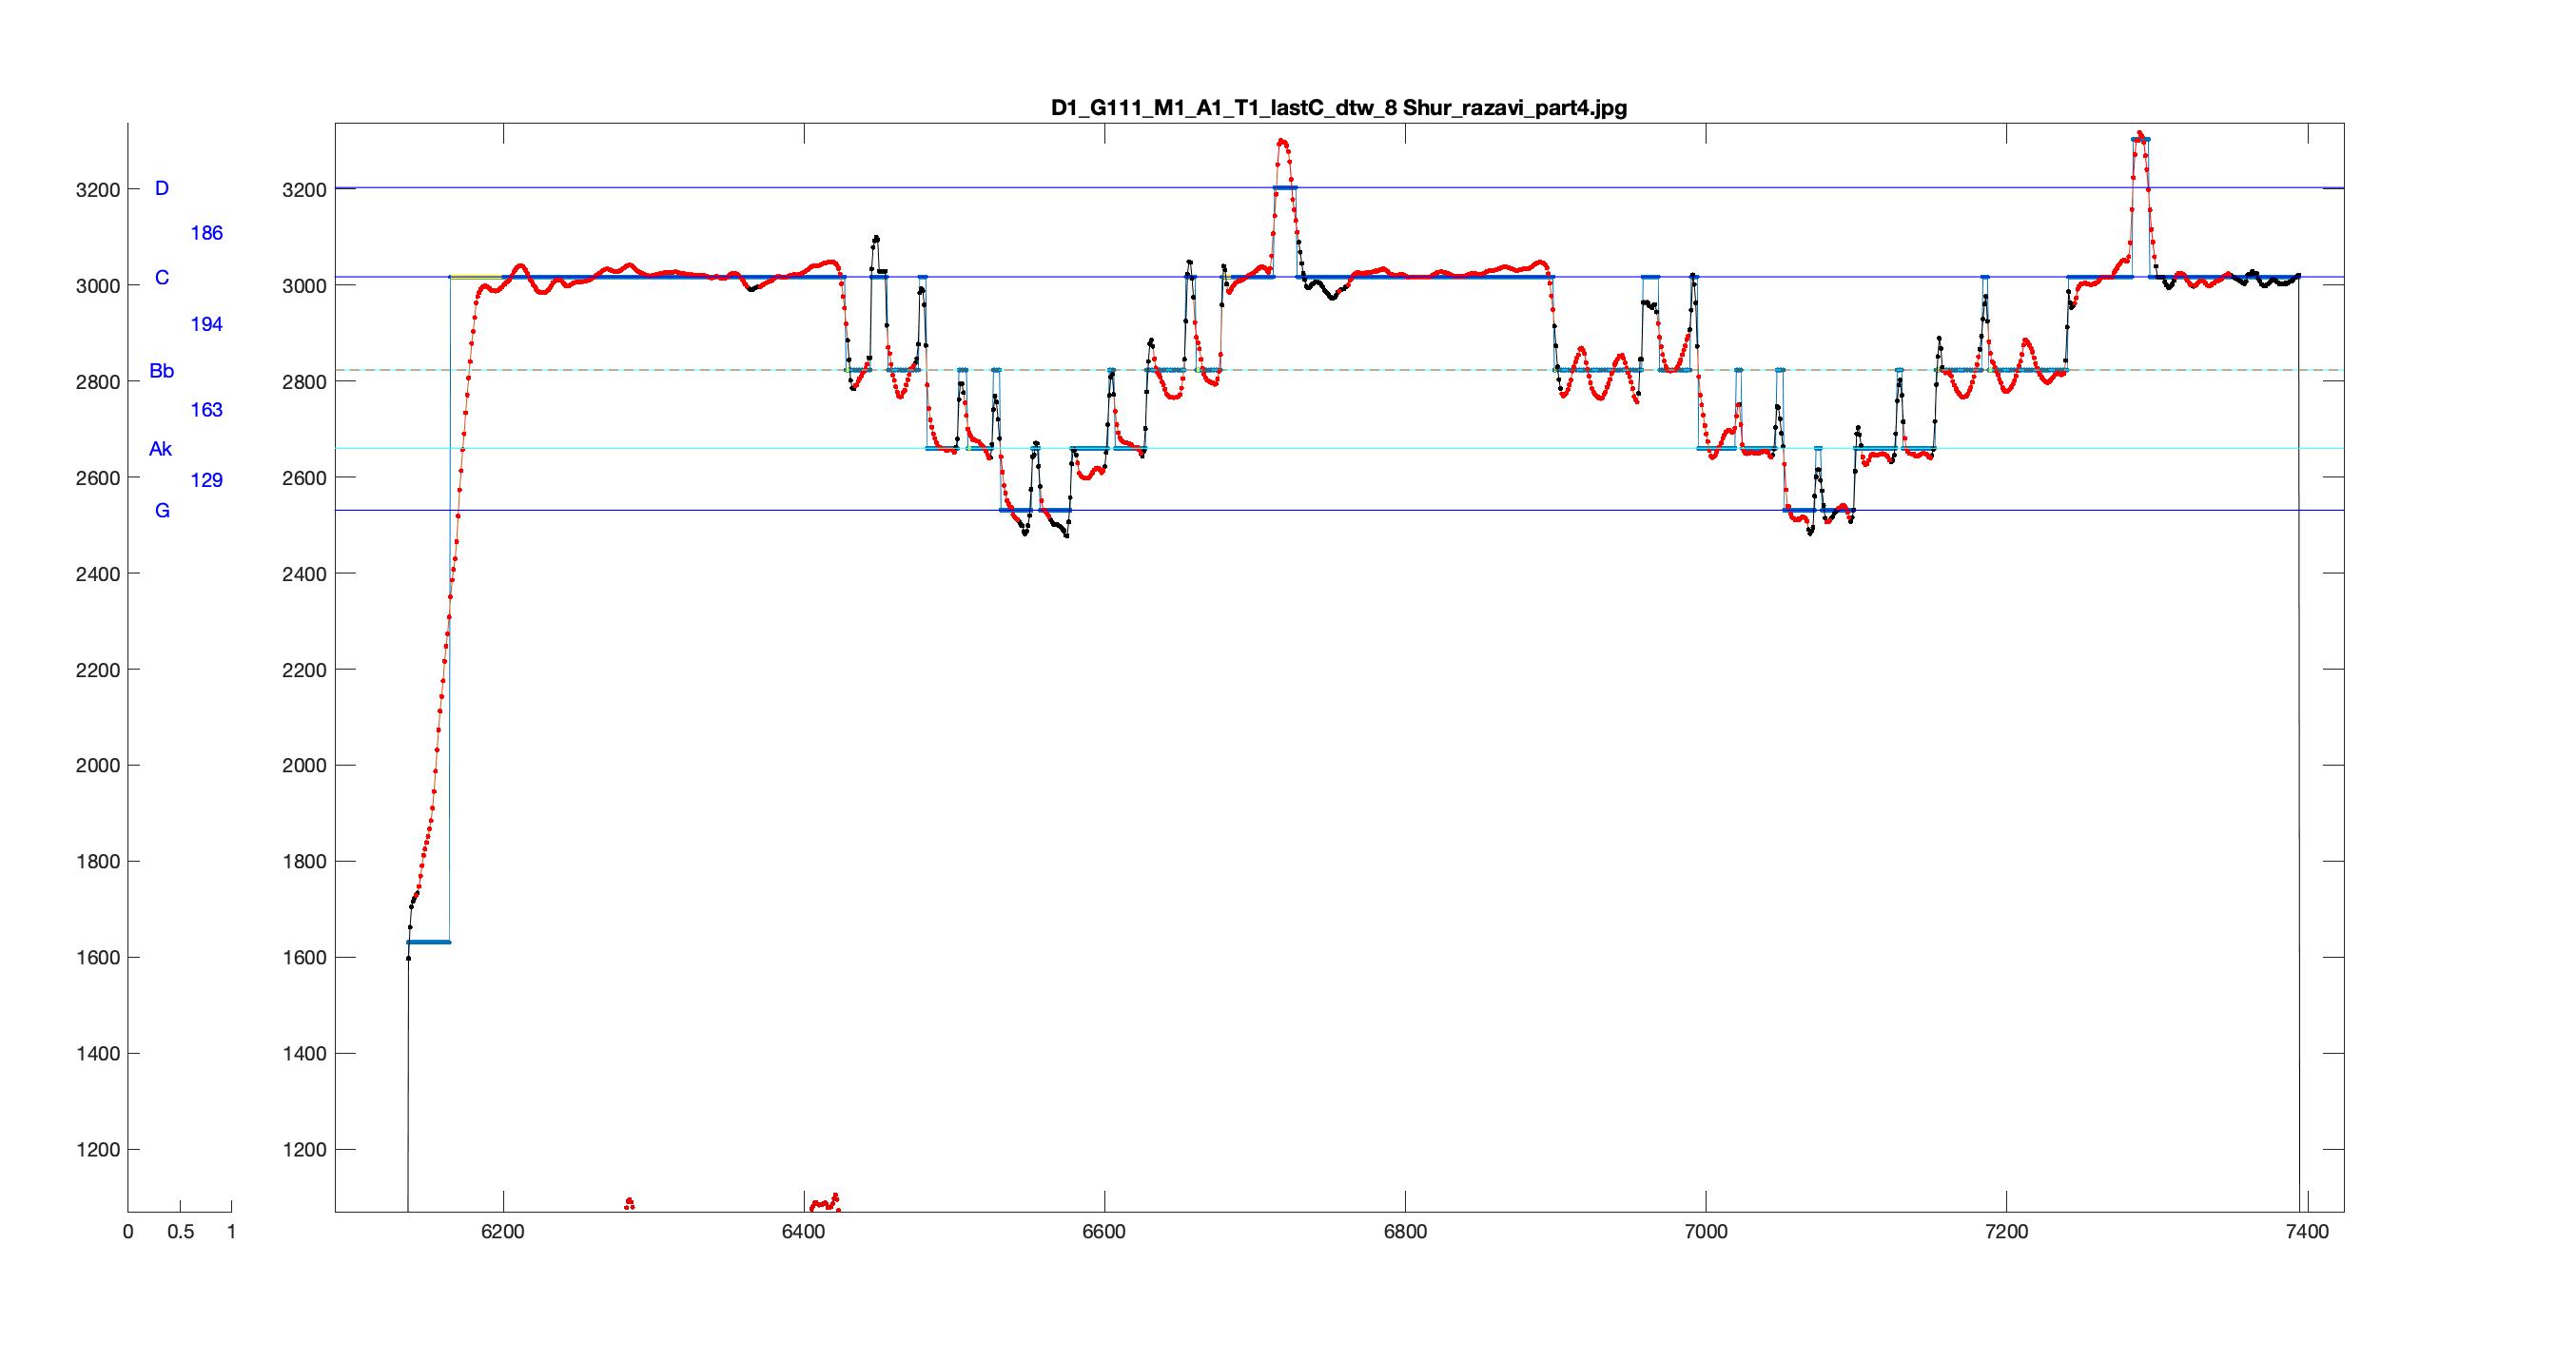 D1_G111_M1_A1_T1_lastC_dtw_8 Shur_razavi_part4.jpg
3200 D 3200
186
C
3000 3000
194
Bb
2800 2800
163
Ak
2600 2600
129
G
2400 2400
2200 2200
2000 2000
1800 1800
1600 1600
1400 1400
1200 1200
0 0.5 1 6200 6400 6600 6800 7000 7200 7400